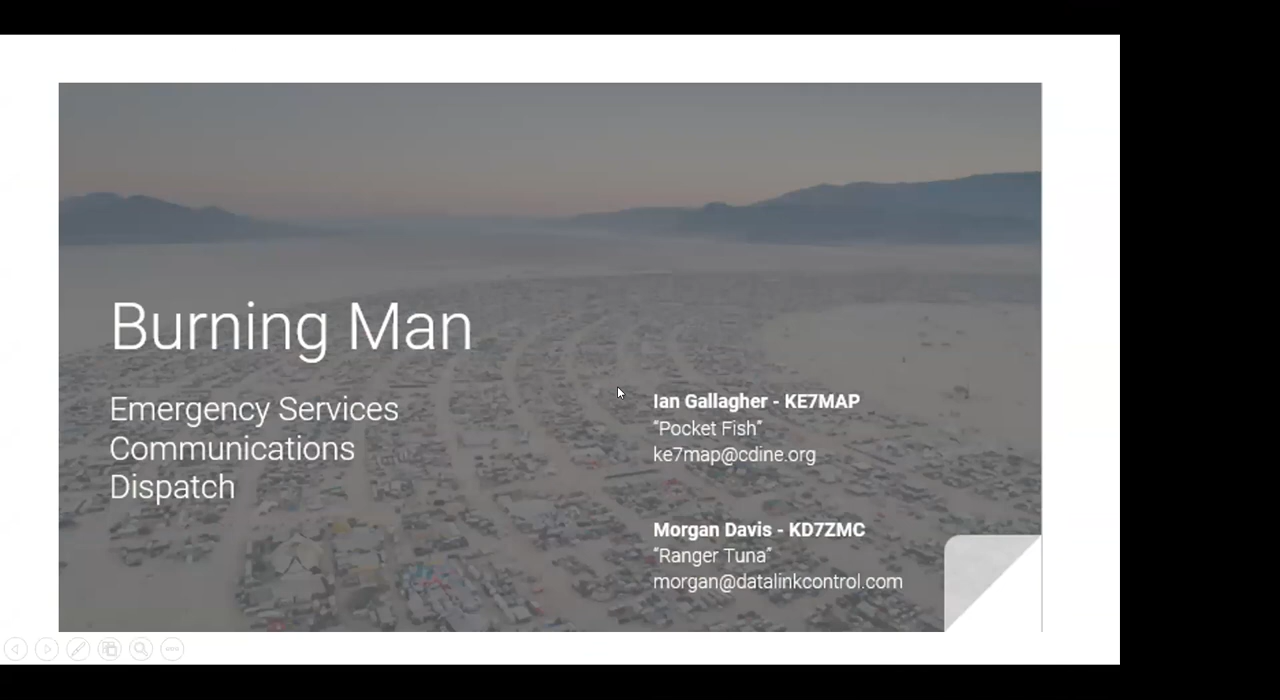 Burning Man
Emergency Services
Communications
Dispatch
Ian Gallagher - KE7MAP
“Pocket Fish”
ke7map@cdine.org
Morgan Davis - KD7ZMC
“Ranger Tuna”
morgan@datalinkcontrol.com